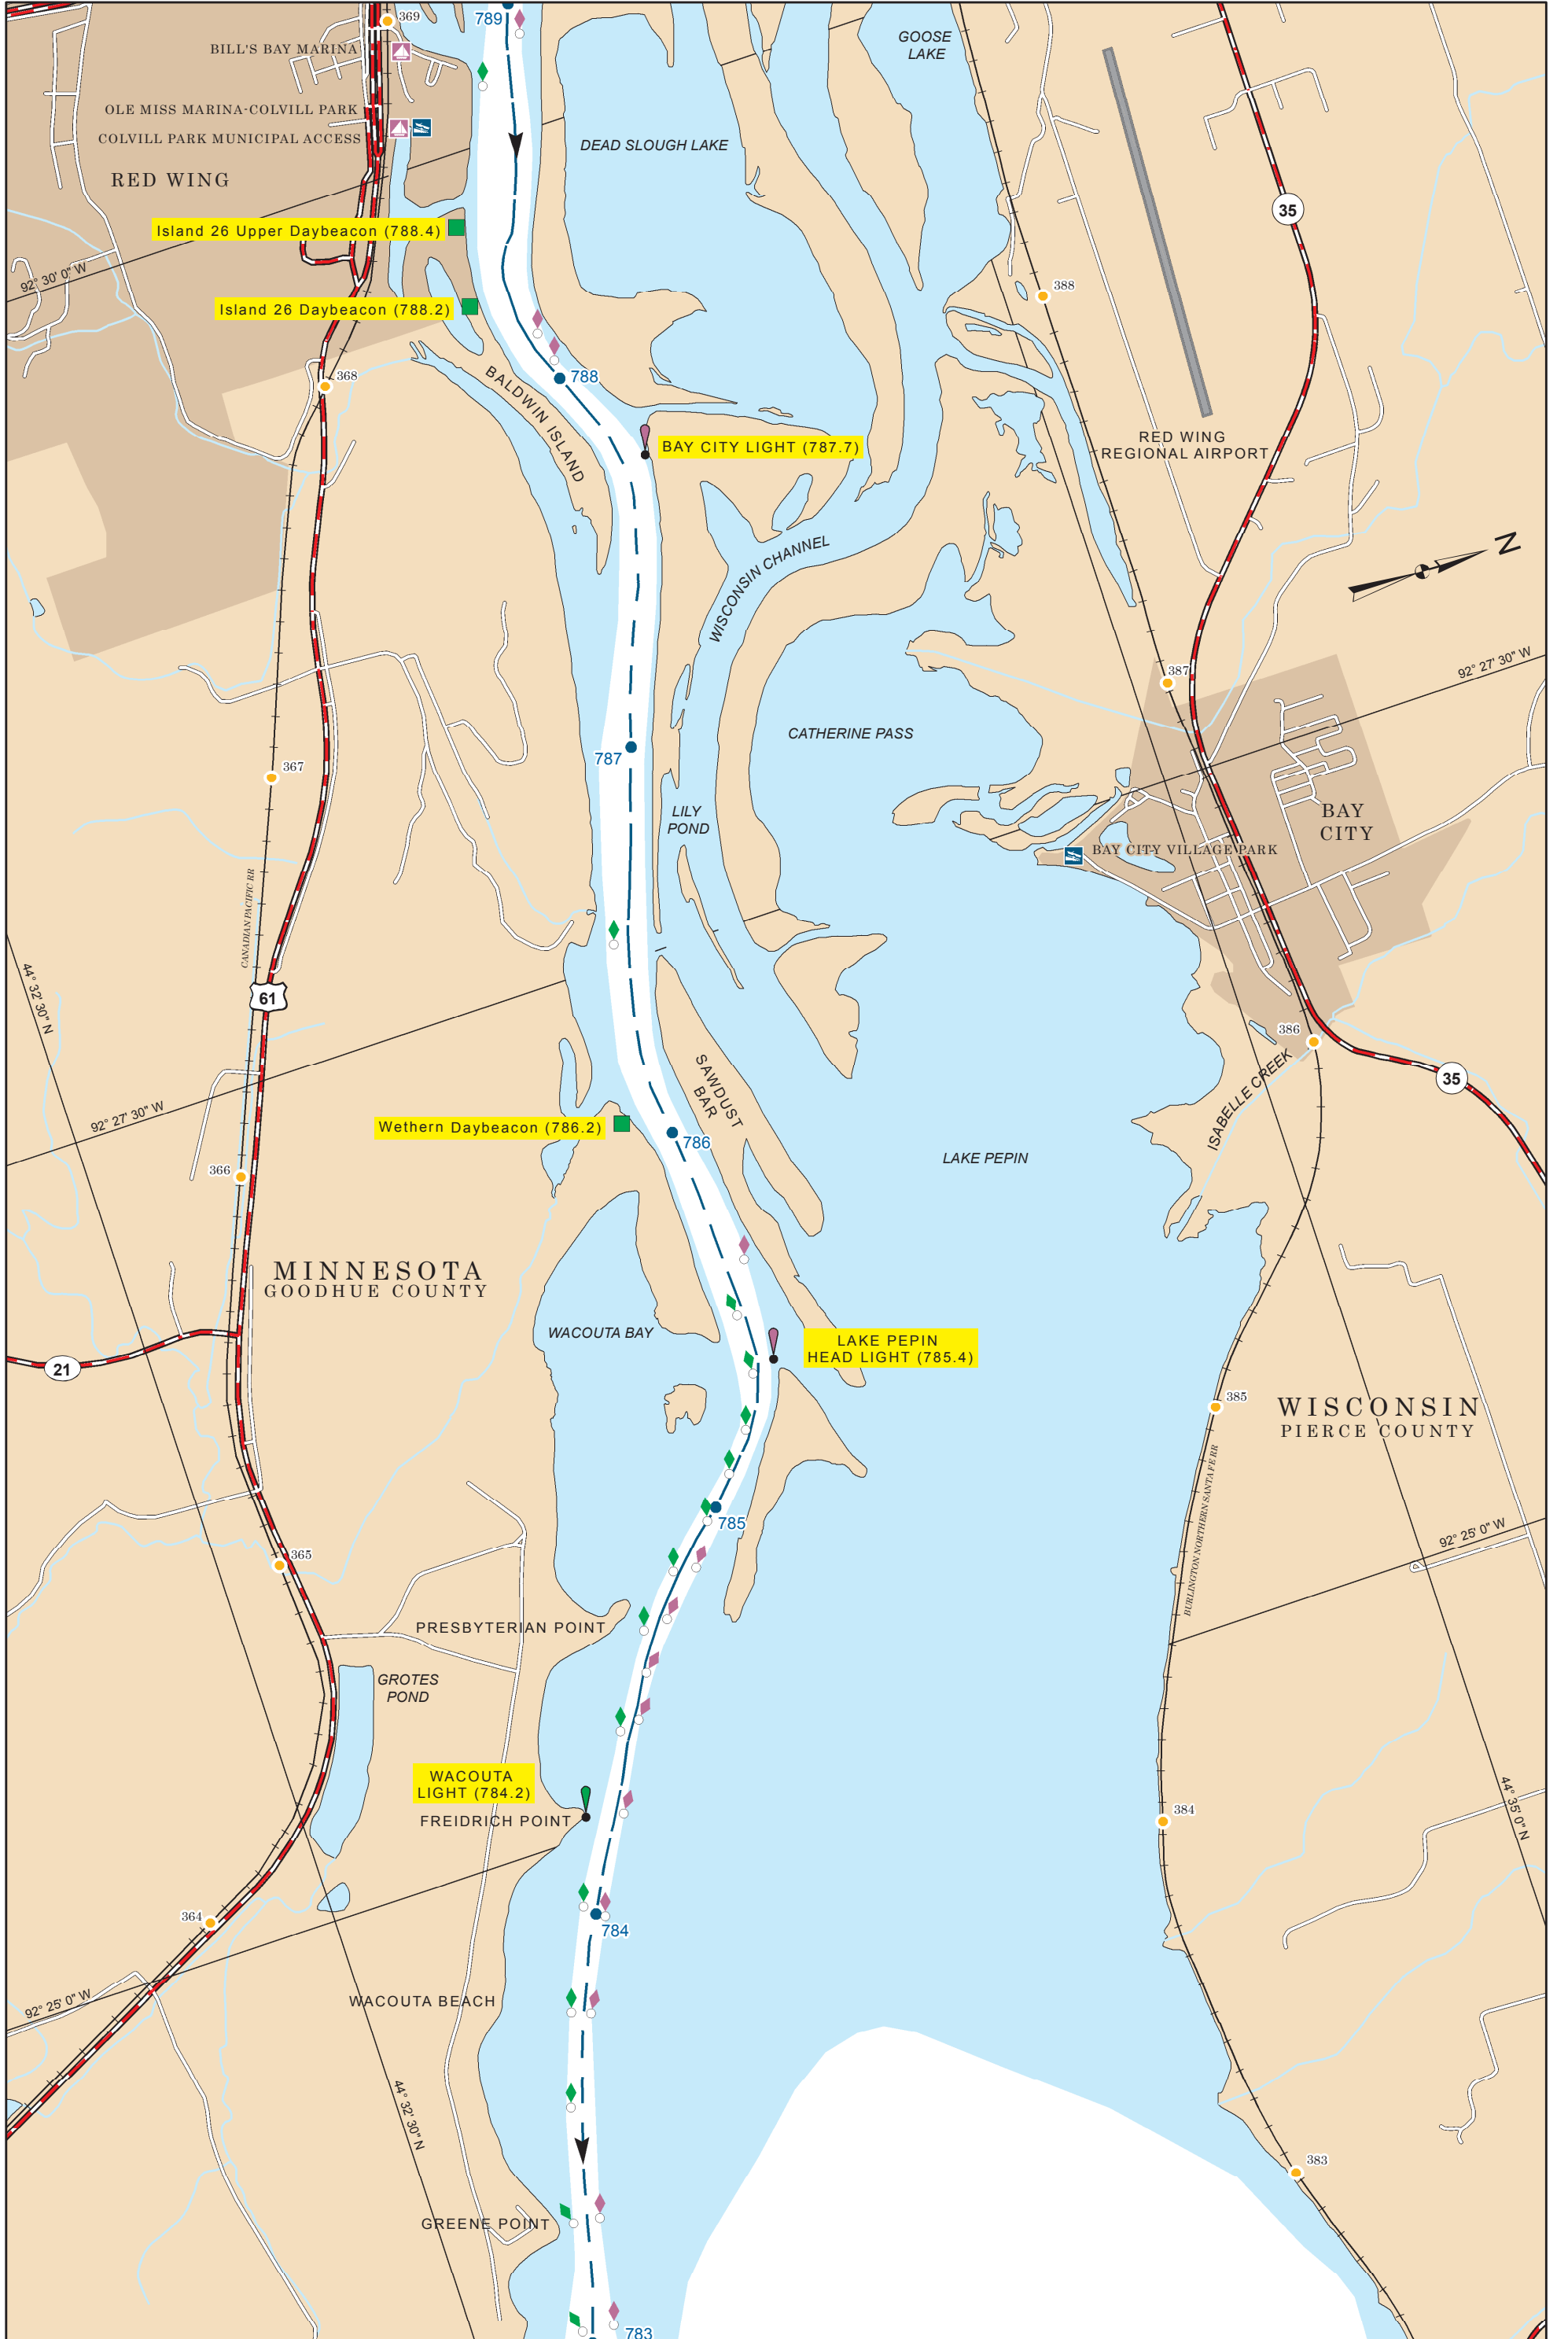 789
369
BILL'S BAY MARINA
GOOSE
LAKE
OLE MISS MARINA-COLVILL PARK
COLVILL PARK MUNICIPAL ACCESS
DEAD SLOUGH LAKE
RED WING
35
Island 26 Upper Daybeacon (788.4)
92° 30' 0" W
388
Island 26 Daybeacon (788.2)
368
788
BALDWIN ISLAND
BAY CITY LIGHT (787.7)
RED WING
REGIONAL AIRPORT
WISCONSIN CHANNEL
N
92° 27' 30" W
387
CATHERINE PASS
787
367
LILY
POND
BAY
CITY
BAY CITY VILLAGE PARK
CANADIAN PACIFIC RR
44° 32' 30" N
61
386
35
SAWDUST
BAR
ISABELLE CREEK
92° 27' 30" W
Wethern Daybeacon (786.2)
786
LAKE PEPIN
366
MINNESOTA
GOODHUE COUNTY
WACOUTA BAY
LAKE PEPIN
HEAD LIGHT (785.4)
21
385
WISCONSIN
PIERCE COUNTY
BURLINGTON NORTHERN SANTA FE RR
785
92° 25' 0" W
365
PRESBYTERIAN POINT
GROTES
POND
WACOUTA
LIGHT (784.2)
FREIDRICH POINT
384
44° 35' 0" N
364
784
92° 25' 0" W
WACOUTA BEACH
44° 32' 30" N
383
GREENE POINT
783